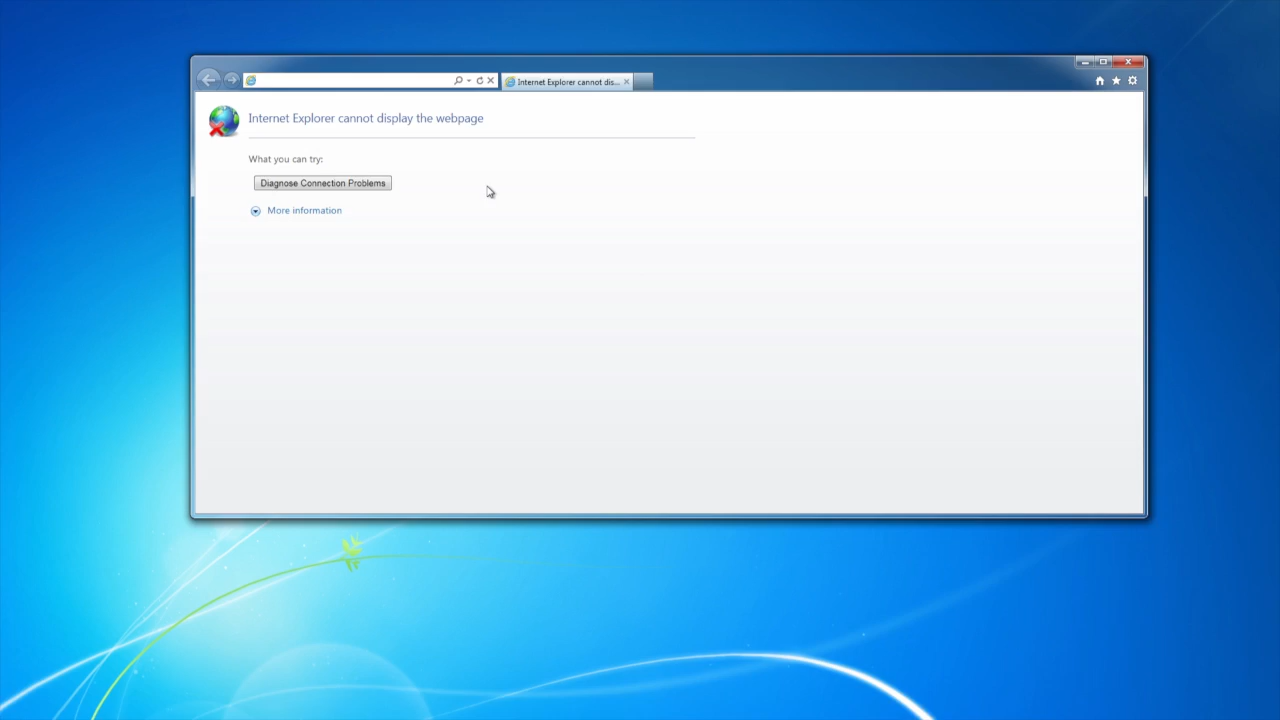 Internet Explorer cannot dis...
Internet Explorer cannot display the webpage
What you can try:
Diagnose Connection Problems
More information